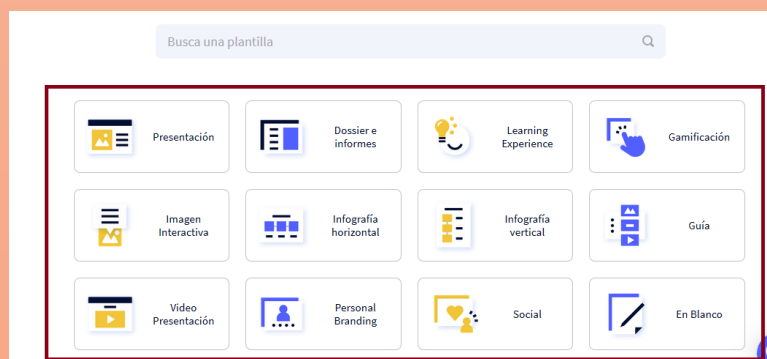 Busca una plantilla
Presentación
Dossier e
informes
Learning
Experience
Gamificación
Imagen
Interactiva
Infografía
horizontal
Infografía
vertical
Guía
Video
Presentación
Personal
Branding
Social
En Blanco